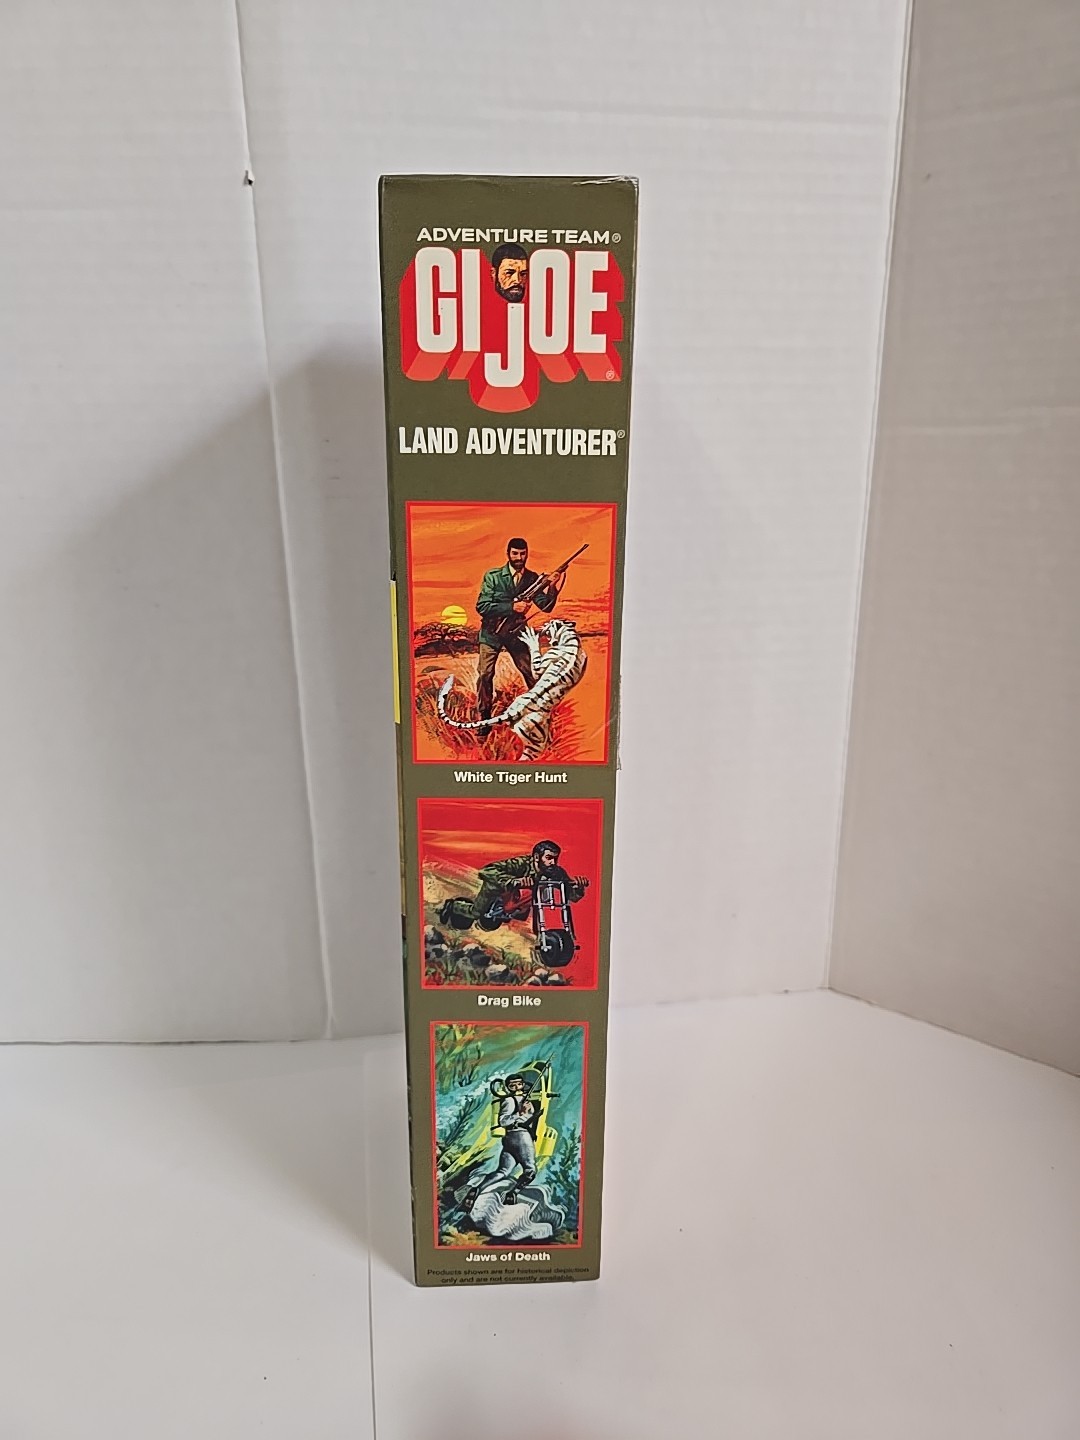 ADVENTURE TEAM®
GI JOE®
LAND ADVENTURER®
White Tiger Hunt
Drag Bike
Jaws of Death
Products shown are for historical depiction
only and are not currently available.